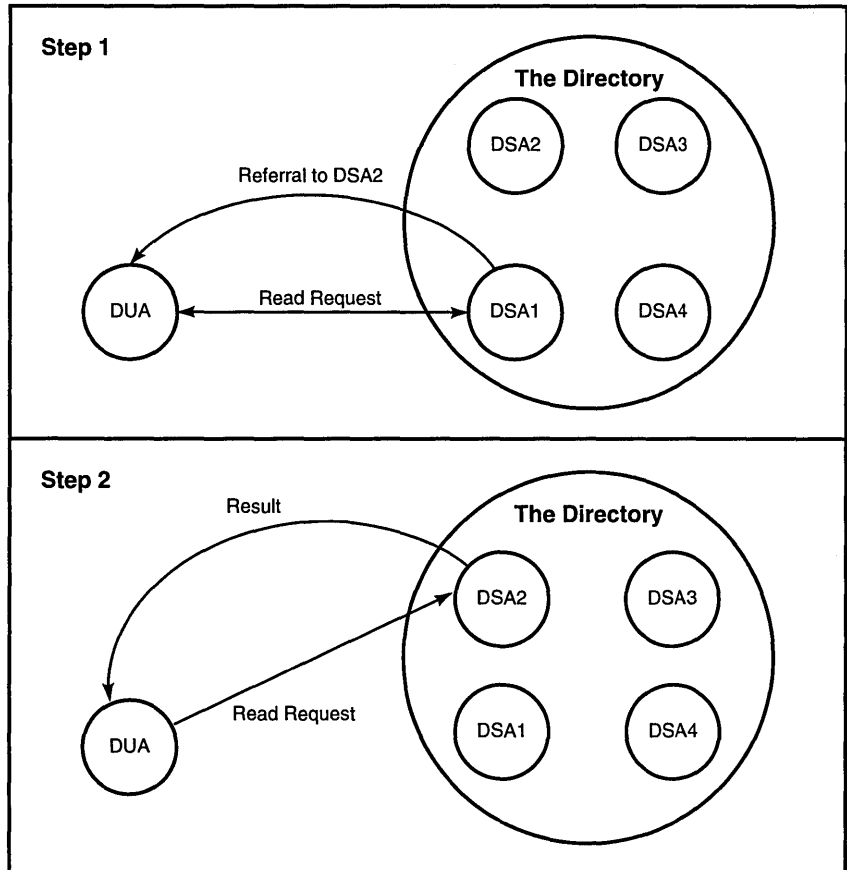 Step 1
The Directory
DSA2
DSA3
Referral to DSA2
DUA
Read Request
DSA1
DSA4
Step 2
Result
The Directory
DSA2
DSA3
Read Request
DUA
DSA1
DSA4